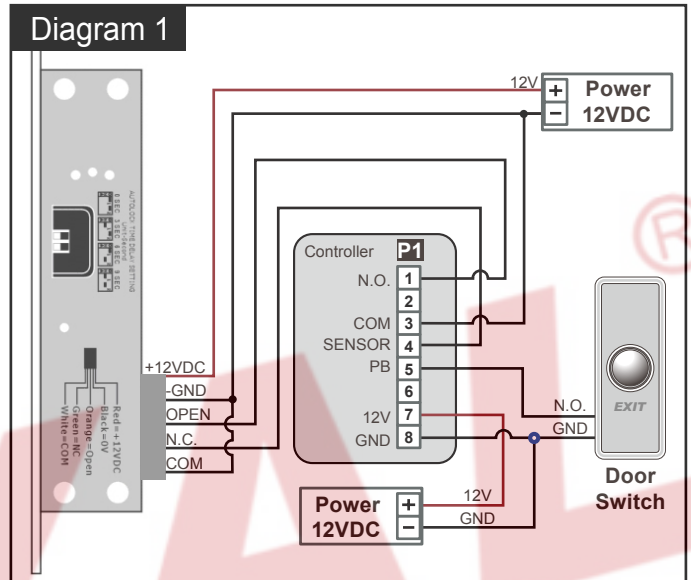 Diagram 1
12V
+ Power
- 12VDC
AUTOLOCK TIME DELAY SETTING
0 SEC
3 SEC
6 SEC
9 SEC
Controller P1
N.O. 1
2
COM 3
SENSOR 4
PB 5
6
12V 7
GND 8
+12VDC
-GND
OPEN
N.C.
COM
Red=+12VDC
Black=0V
Orange=Open
Green=NC
White=COM
N.O.
GND
EXIT
Door
Switch
Power +
12VDC -
12V
GND
®